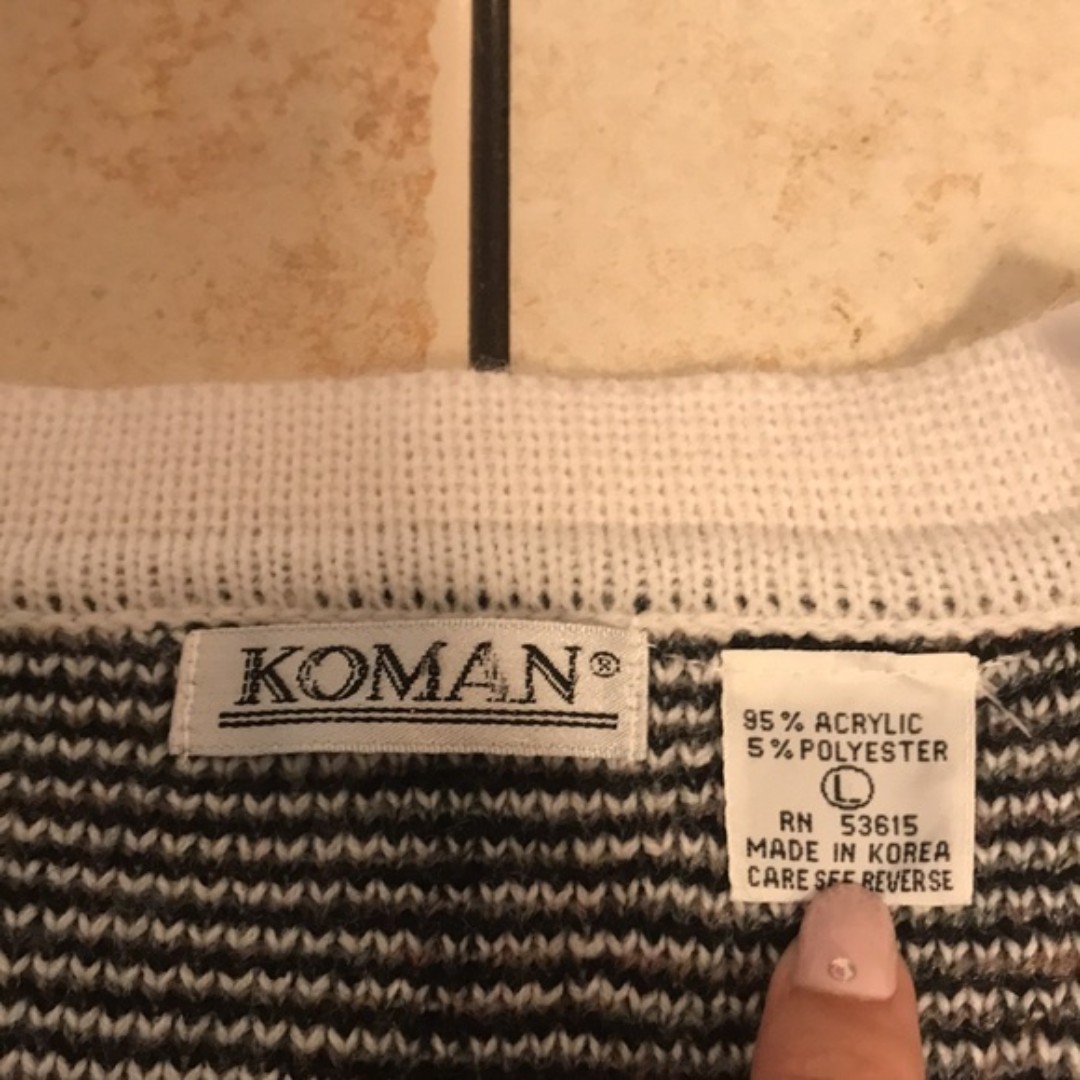 KOMAN®
95% ACRYLIC
5% POLYESTER
L
RN 53615
MADE IN KOREA
CARE SEE REVERSE